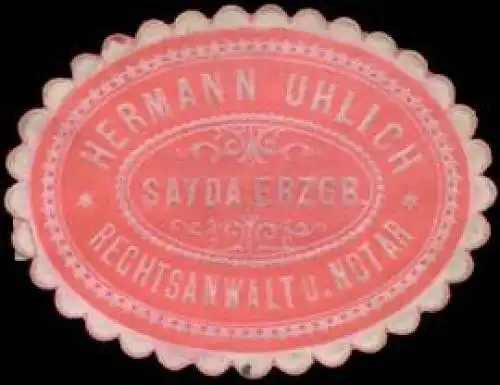 HERMANN UHLICH
SAYDA ERZGB.
RECHTSANWALT U. NOTAR